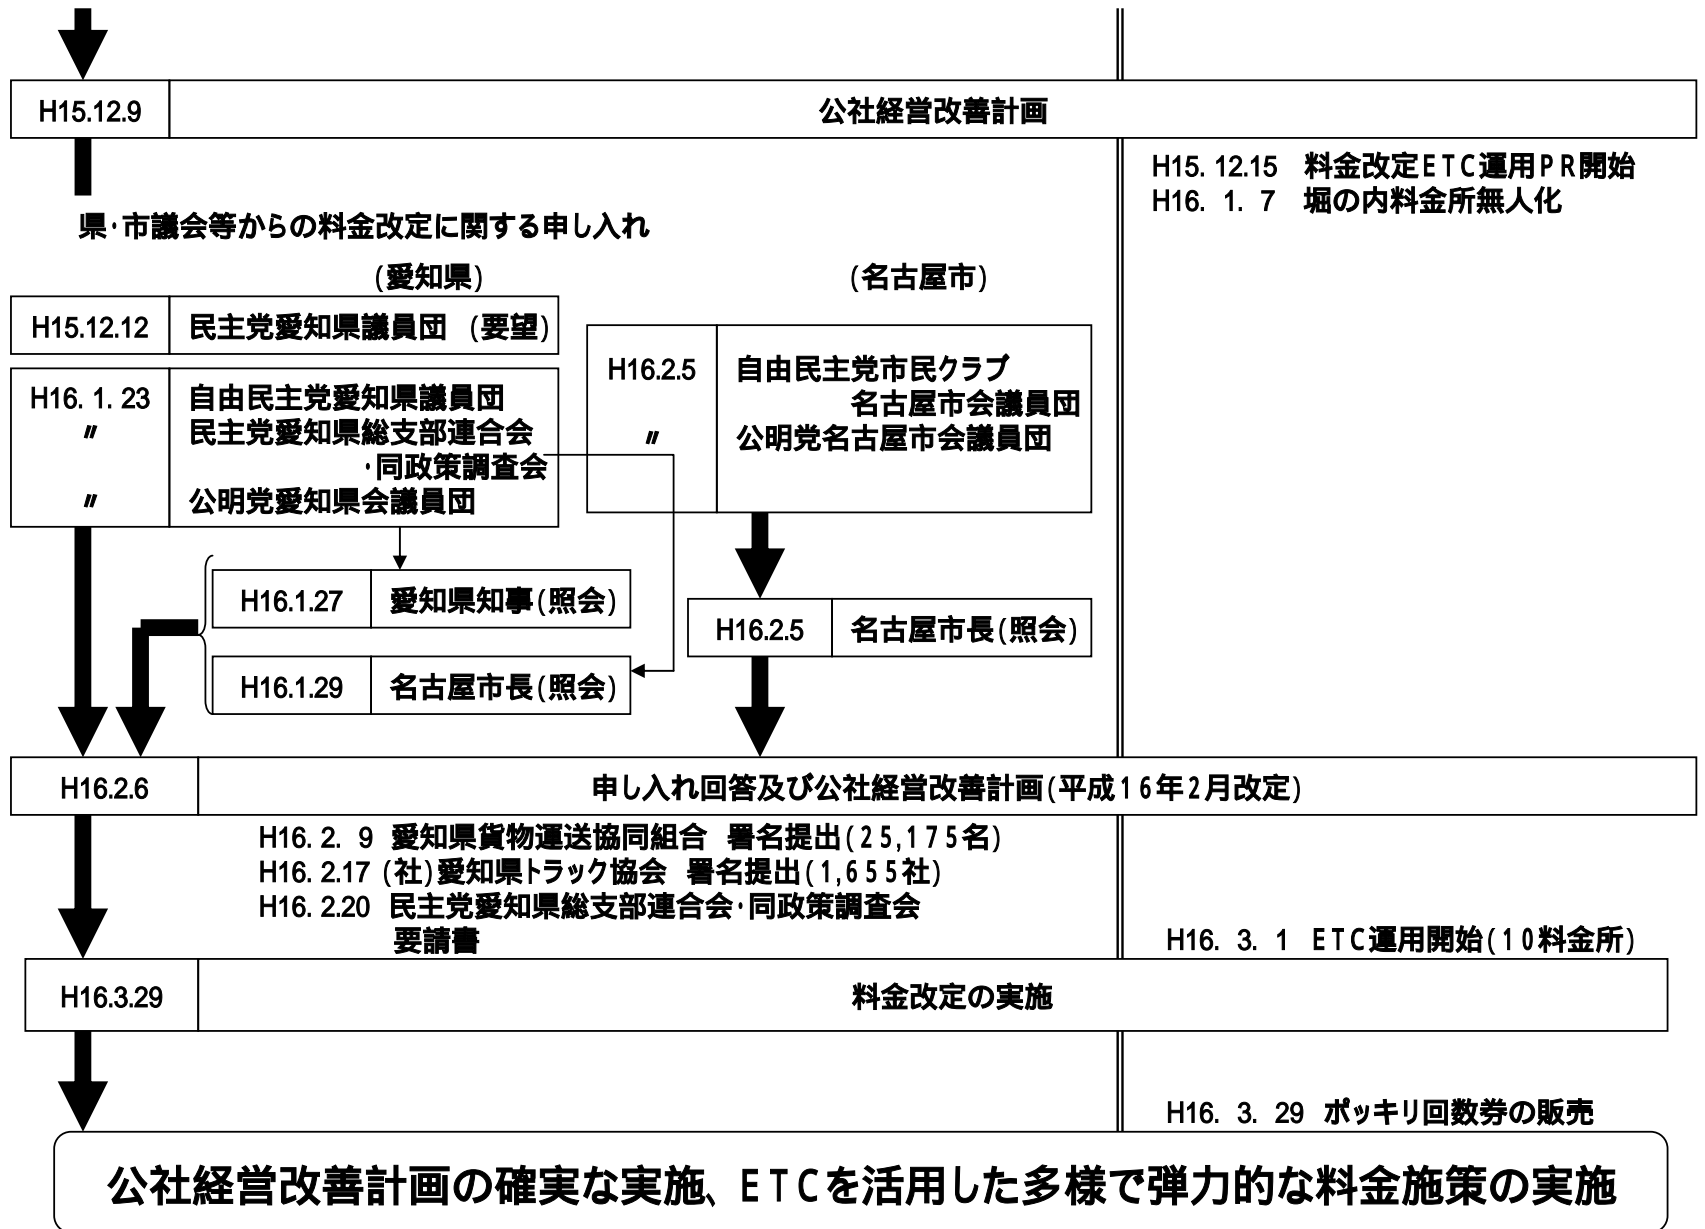 H15.12.9 公社経営改善計画
H15. 12.15 料金改定ETC運用PR開始
H16. 1. 7 堀の内料金所無人化
県・市議会等からの料金改定に関する申し入れ
(愛知県)
H15.12.12 民主党愛知県議員団 (要望)
H16. 1. 23 自由民主党愛知県議員団
〃 民主党愛知県総支部連合会
・同政策調査会
〃 公明党愛知県会議員団
(名古屋市)
H16.2.5 自由民主党市民クラブ
名古屋市会議員団
〃 公明党名古屋市会議員団
H16.1.27 愛知県知事(照会)
H16.1.29 名古屋市長(照会)
H16.2.5 名古屋市長(照会)
H16.2.6 申し入れ回答及び公社経営改善計画(平成16年2月改定)
H16. 2. 9 愛知県貨物運送協同組合 署名提出(25,175名)
H16. 2.17 (社)愛知県トラック協会 署名提出(1,655社)
H16. 2.20 民主党愛知県総支部連合会・同政策調査会
要請書
H16. 3. 1 ETC運用開始(10料金所)
H16.3.29 料金改定の実施
H16. 3. 29 ポッキリ回数券の販売
公社経営改善計画の確実な実施、ETCを活用した多様で弾力的な料金施策の実施